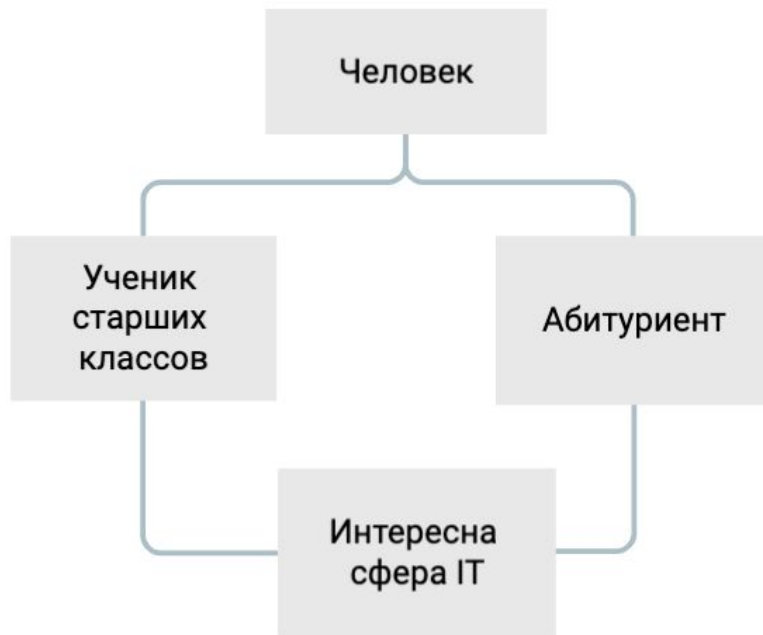 Человек
Ученик
старших
классов
Абитуриент
Интересна
сфера IT